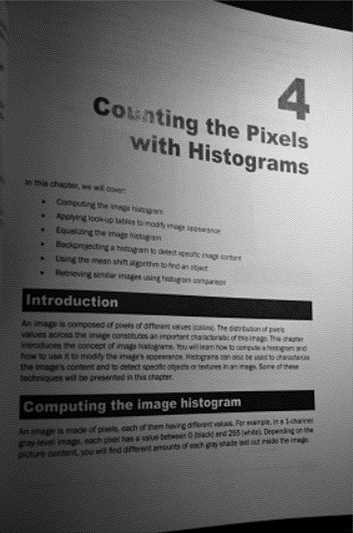 4
Counting the Pixels
with Histograms
In this chapter, we will cover:
Computing the image histogram
Applying look-up tables to modify image appearance
Equalizing the image histogram
Backprojecting a histogram to detect specific image content
Using the mean shift algorithm to find an object
Retrieving similar images using histogram comparison
Introduction
An image is composed of pixels of different values (colors). The distribution of pixels
values across the image constitutes an important characteristic of this image. This chapter
introduces the concept of image histograms. You will learn how to compute a histogram and
how to use it to modify the image's appearance. Histograms can also be used to characterize
the image's content and to detect specific objects or textures in an image. Some of these
techniques will be presented in this chapter.
Computing the image histogram
An image is made of pixels, each of them having different values. For example, in a 1-channel
gray-level image, each pixel has a value between 0 (black) and 255 (white). Depending on the
picture content, you will find different amounts of each gray shade laid out inside the image.